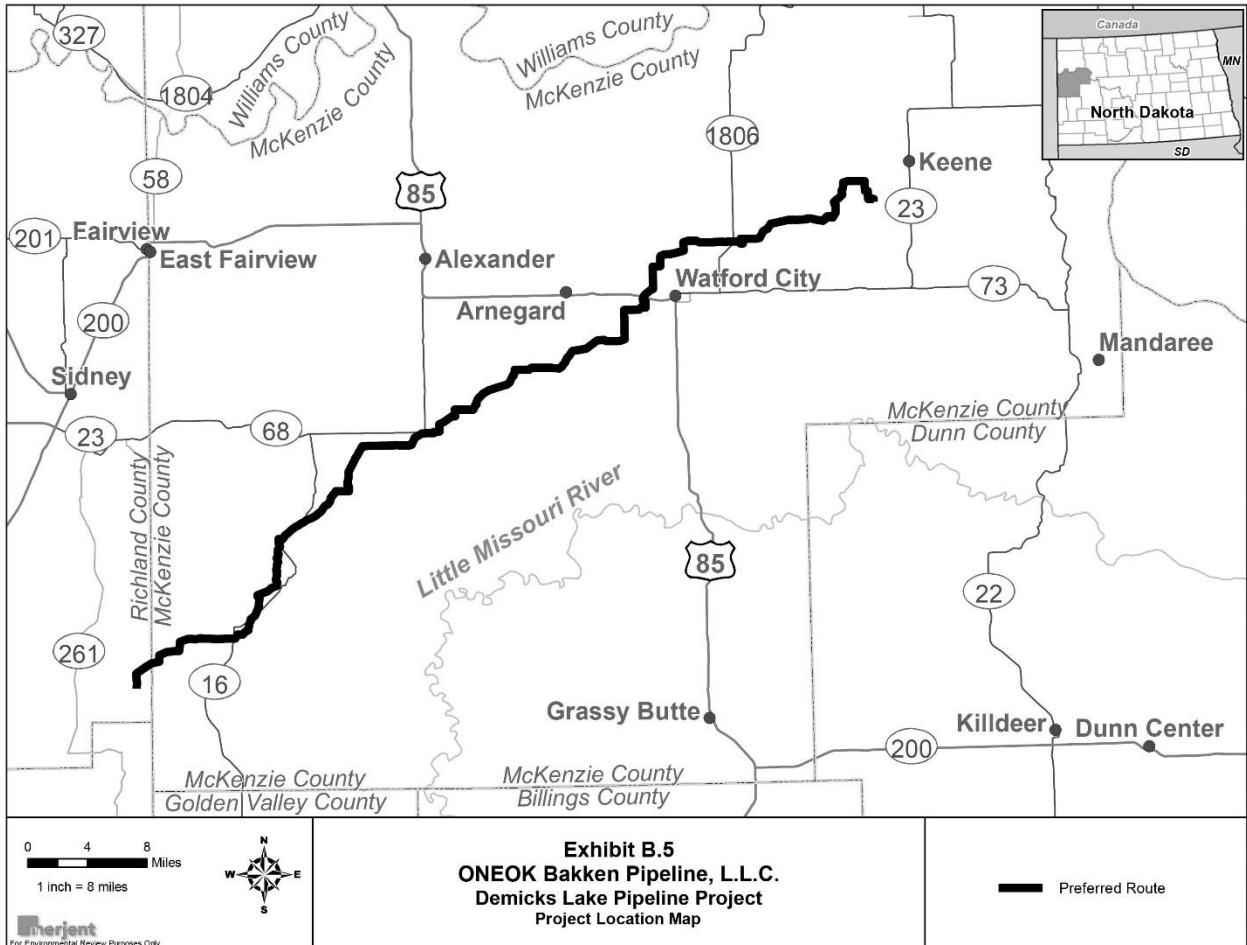 Canada
MN
North Dakota
SD
327
1804
Williams County
McKenzie County
Williams County
McKenzie County
1806
58
85
Keene
23
201
Fairview
East Fairview
Alexander
Watford City
Arnegard
73
200
Mandaree
Sidney
McKenzie County
Dunn County
23
68
Richland County
McKenzie County
Little Missouri River
85
22
261
16
Grassy Butte
Killdeer
Dunn Center
200
McKenzie County
Golden Valley County
McKenzie County
Billings County
0 4 8
Miles
1 inch = 8 miles
N
W E
S
merjent
For Environmental Review Purposes Only
Exhibit B.5
ONEOK Bakken Pipeline, L.L.C.
Demicks Lake Pipeline Project
Project Location Map
Preferred Route